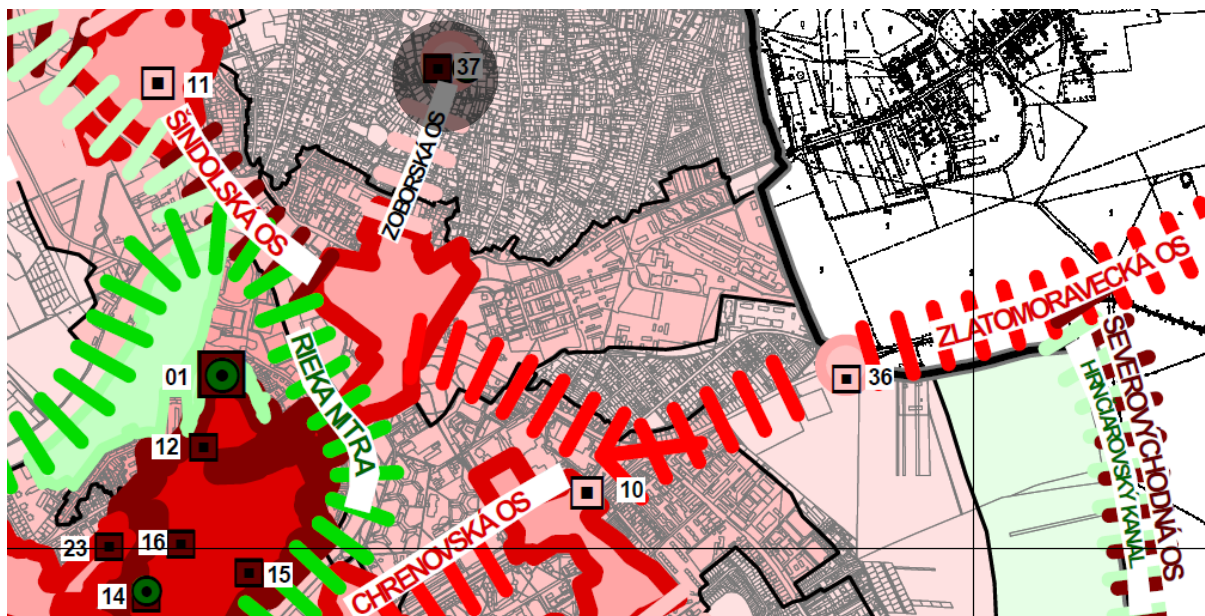 37
11
ŠINDOLSKÁ OS
ZOBORSKÁ OS
ZLATOMORAVECKÁ OS
SEVEROVÝCHODNÁ OS
HRNČIAROVSKÝ KANÁL
RIEKA NITRA
01
36
12
10
CHRENOVSKÁ OS
16
23
15
14